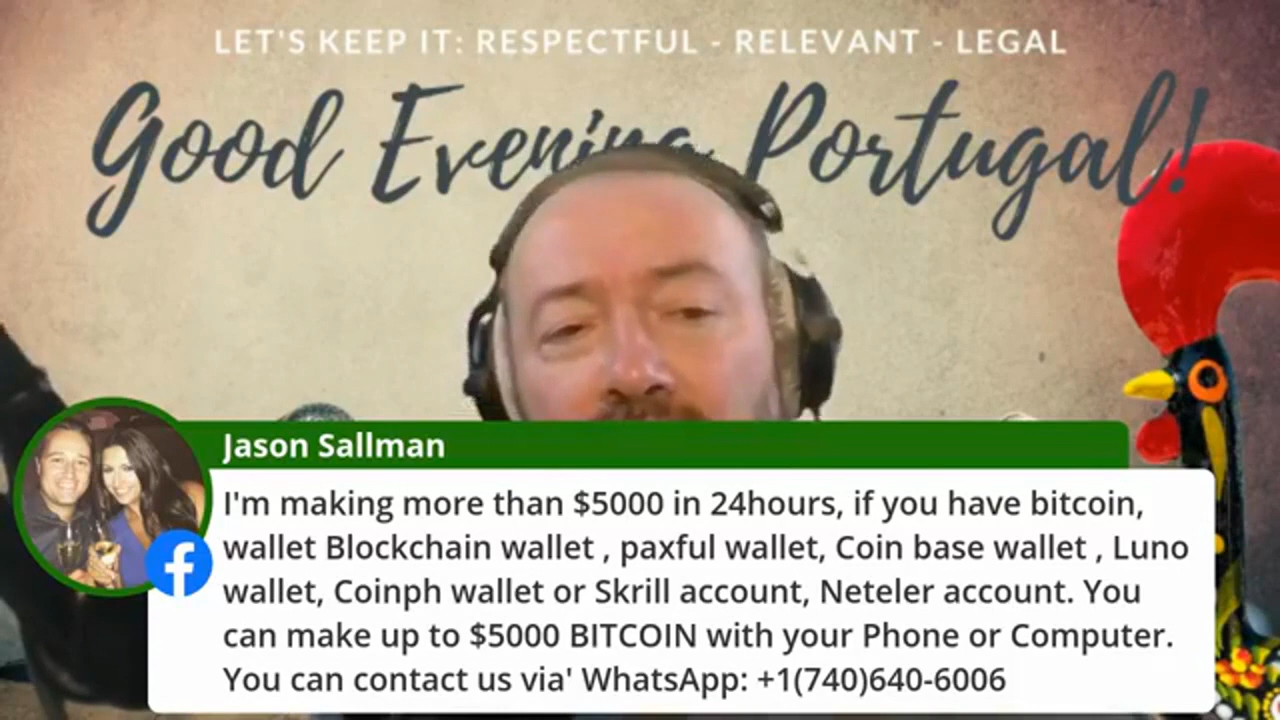 LET'S KEEP IT: RESPECTFUL - RELEVANT - LEGAL
Good Evening Portugal!
Jason Sallman
I'm making more than $5000 in 24hours, if you have bitcoin,
wallet Blockchain wallet , paxful wallet, Coin base wallet , Luno
wallet, Coinph wallet or Skrill account, Neteler account. You
can make up to $5000 BITCOIN with your Phone or Computer.
You can contact us via' WhatsApp: +1(740)640-6006